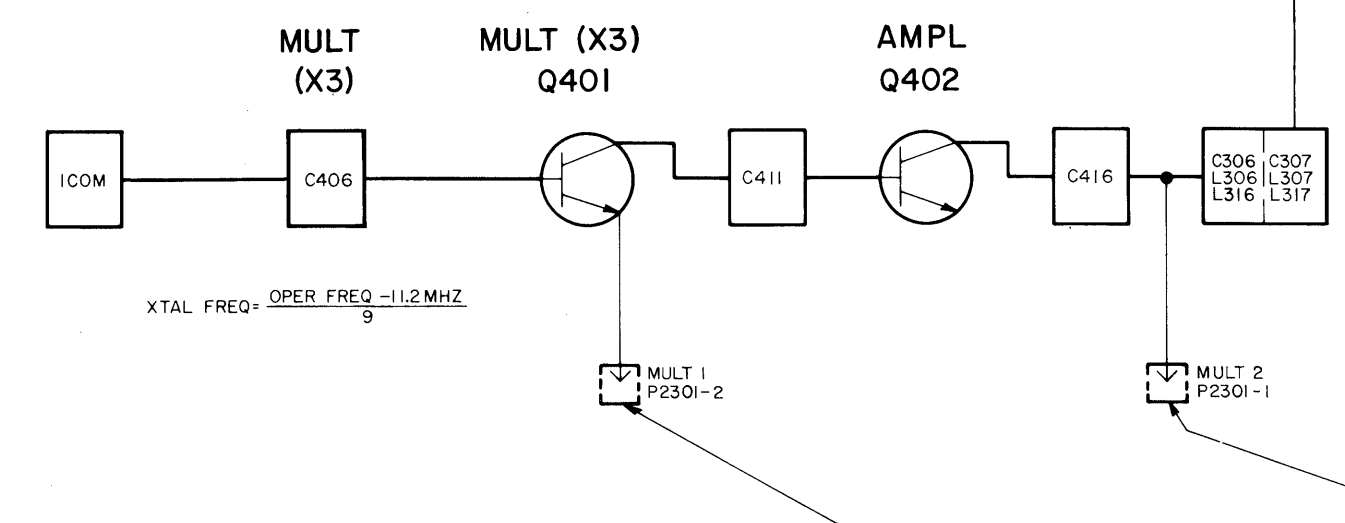 MULT
(X3)
MULT (X3)
Q401
AMPL
Q402
ICOM
C406
C411
C416
C306 C307
L306 L307
L316 L317
XTAL FREQ= OPER FREQ -11.2 MHZ
9
MULT 1
P2301-2
MULT 2
P2301-1